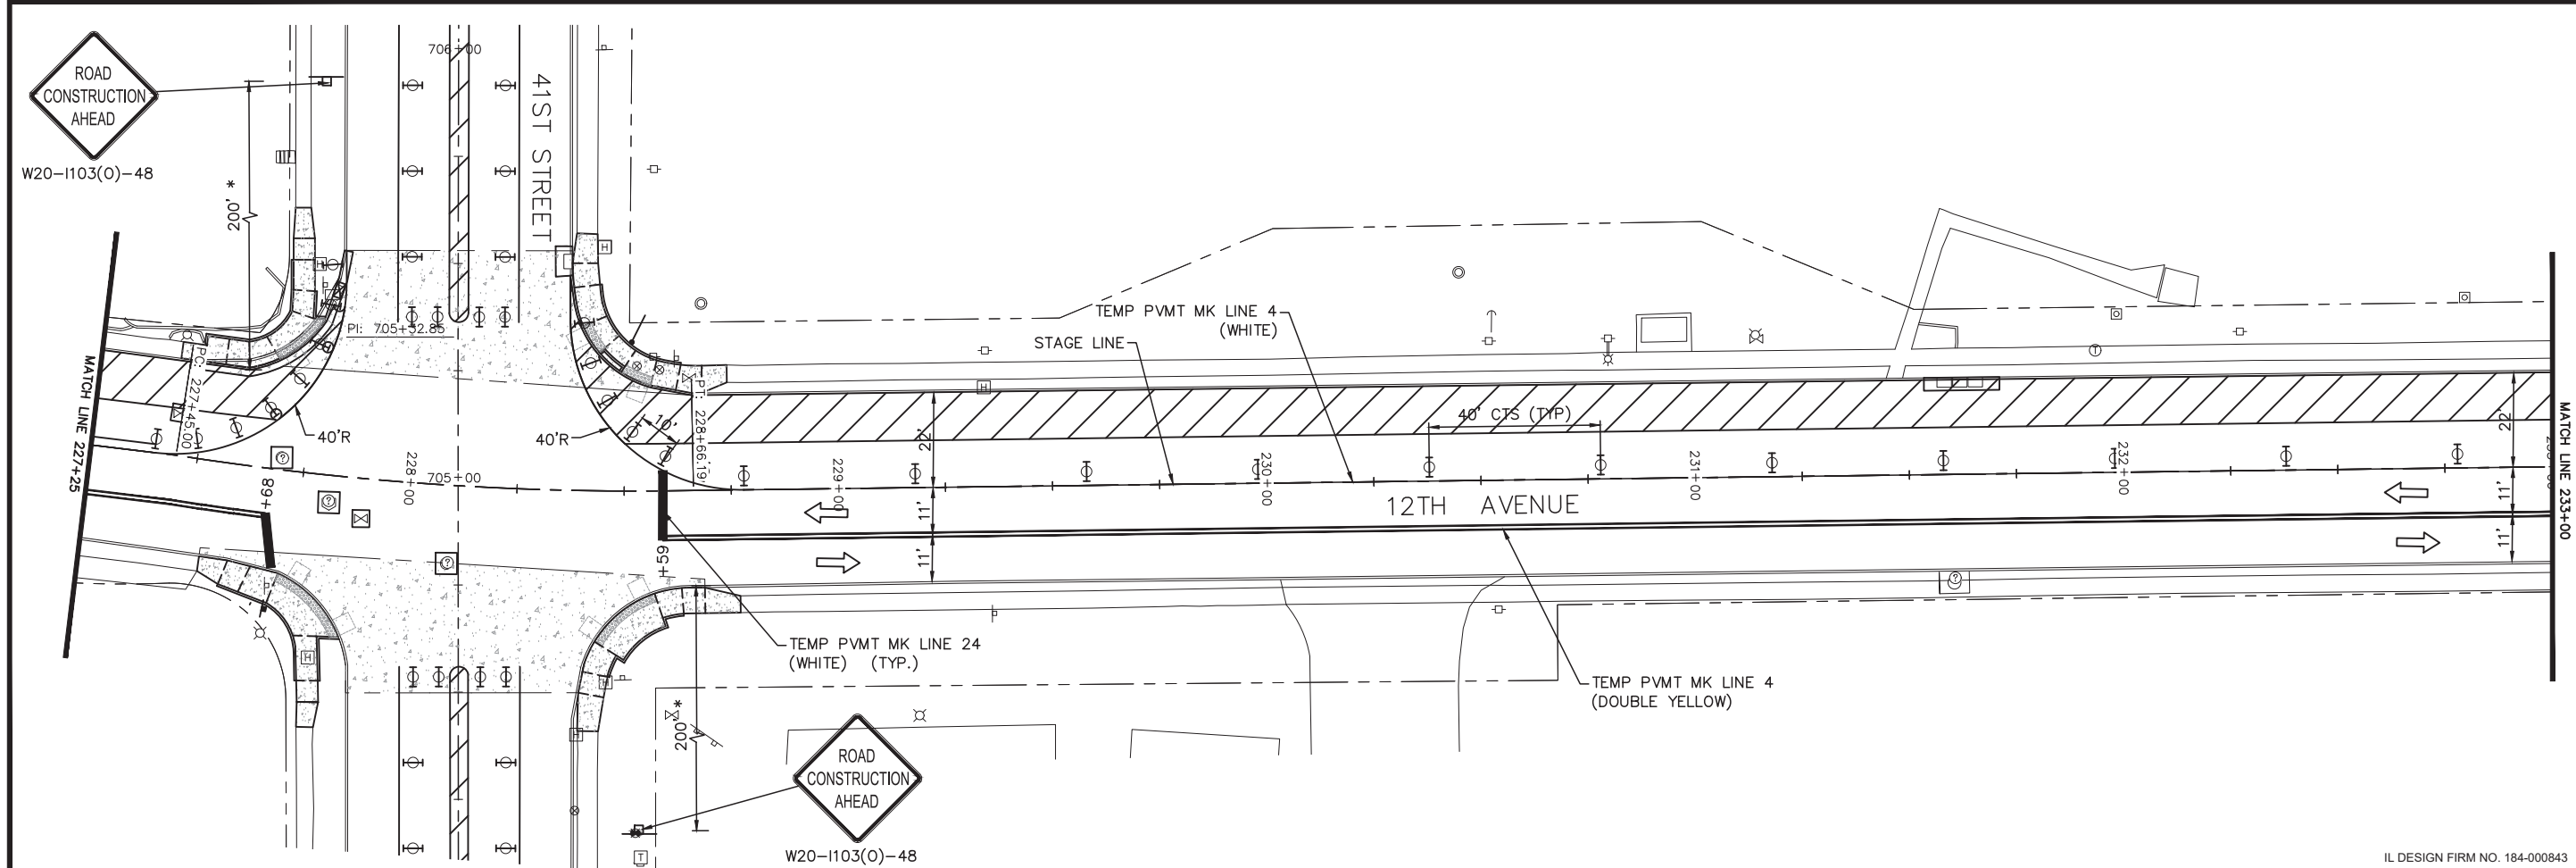 ROAD
CONSTRUCTION
AHEAD
W20-I103(O)-48
200' *
706+00
41ST STREET
PI: 705+32.85
MATCH LINE 227+25
PC: 227+45.00
40'R
+68
228+00
705+00
40'R
10'
PT: 228+66.19
+59
22'
11'
11'
229+00
STAGE LINE
TEMP PVMT MK LINE 4
(WHITE)
230+00
40' CTS (TYP)
12TH AVENUE
231+00
232+00
22'
11'
11'
MATCH LINE 233+00
TEMP PVMT MK LINE 24
(WHITE) (TYP.)
TEMP PVMT MK LINE 4
(DOUBLE YELLOW)
200' *
ROAD
CONSTRUCTION
AHEAD
W20-I103(O)-48
IL DESIGN FIRM NO. 184-000843